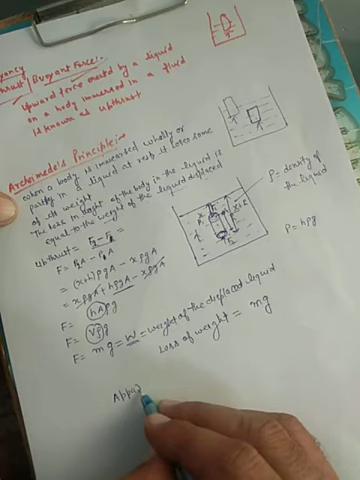 uoyancy
hrust/Buoyant Force:-
upward force exerted by a liquid
on a body immersed in a fluid
is known as upthrust
Archemede's Principle:-
when a body is immersed wholly or
partly in a liquid at rest it loses some
of its weight
The loss in weight of the body in the liquid is
equal to the weight of the liquid displaced
upthrust = F₂ - F₁
F = P₂A - P₁A
= (x+h)ρgA - xρgA
= xρgA + hρgA - xρgA
F = hAρg
F = Vρg
F = mg = W = weight of the displaced liquid
Loss of weight = mg
ρ = density of
the liquid
P = hρg
Appa